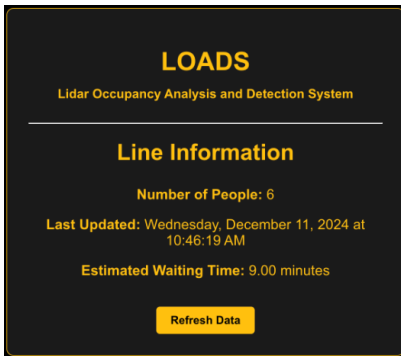 LOADS
Lidar Occupancy Analysis and Detection System
Line Information
Number of People: 6
Last Updated: Wednesday, December 11, 2024 at
10:46:19 AM
Estimated Waiting Time: 9.00 minutes
Refresh Data